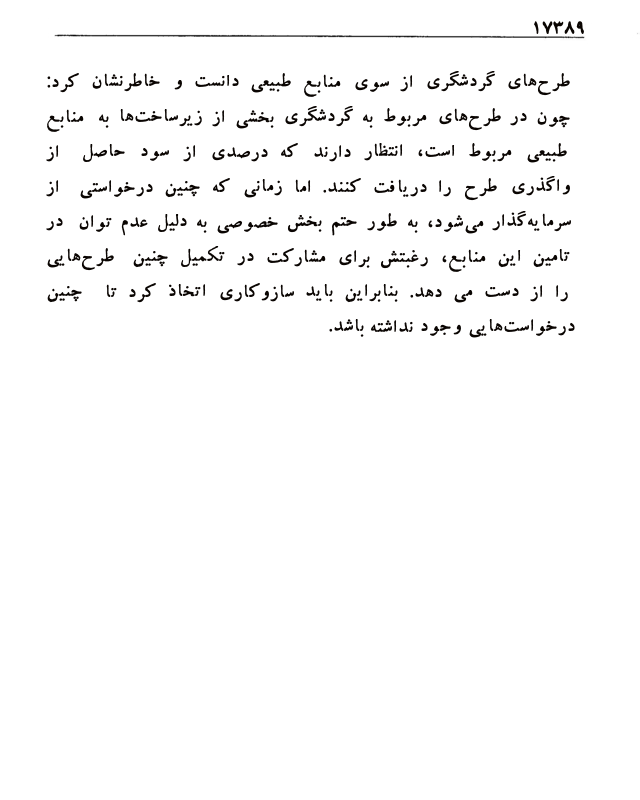 ۱۷۳۸۹
طرح‌های گردشگری از سوی منابع طبیعی دانست و خاطرنشان کرد:
چون در طرح‌های مربوط به گردشگری بخشی از زیرساخت‌ها به منابع
طبیعی مربوط است، انتظار دارند که درصدی از سود حاصل از
واگذری طرح را دریافت کنند. اما زمانی که چنین درخواستی از
سرمایه‌گذار می‌شود، به طور حتم بخش خصوصی به دلیل عدم توان در
تامین این منابع، رغبتش برای مشارکت در تکمیل چنین طرح‌هایی
را از دست می دهد. بنابراین باید سازوکاری اتخاذ کرد تا چنین
درخواست‌هایی وجود نداشته باشد.